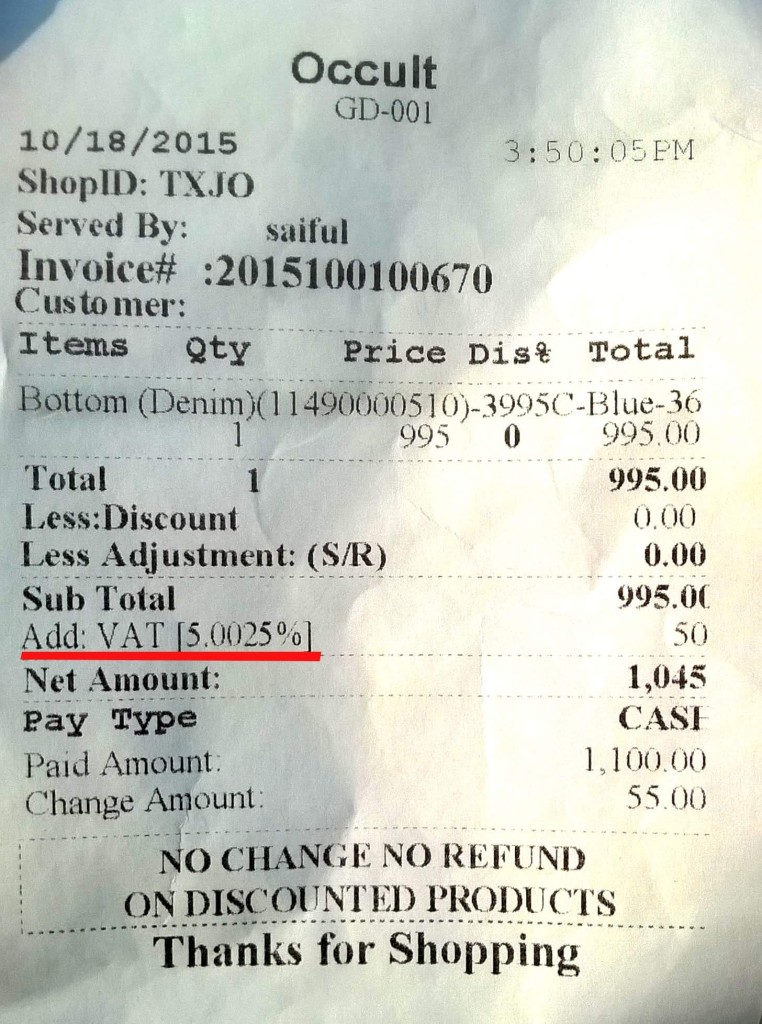 Occult
GD-001
10/18/2015 3:50:05PM
ShopID: TXJO
Served By: saiful
Invoice# :2015100100670
Customer:
Items Qty Price Dis% Total
Bottom (Denim)(11490000510)-3995C-Blue-36
1 995 0 995.00
Total 1 995.00
Less:Discount 0.00
Less Adjustment: (S/R) 0.00
Sub Total 995.00
Add: VAT [5.0025%] 50
Net Amount: 1,045
Pay Type CASH
Paid Amount: 1,100.00
Change Amount: 55.00
NO CHANGE NO REFUND
ON DISCOUNTED PRODUCTS
Thanks for Shopping